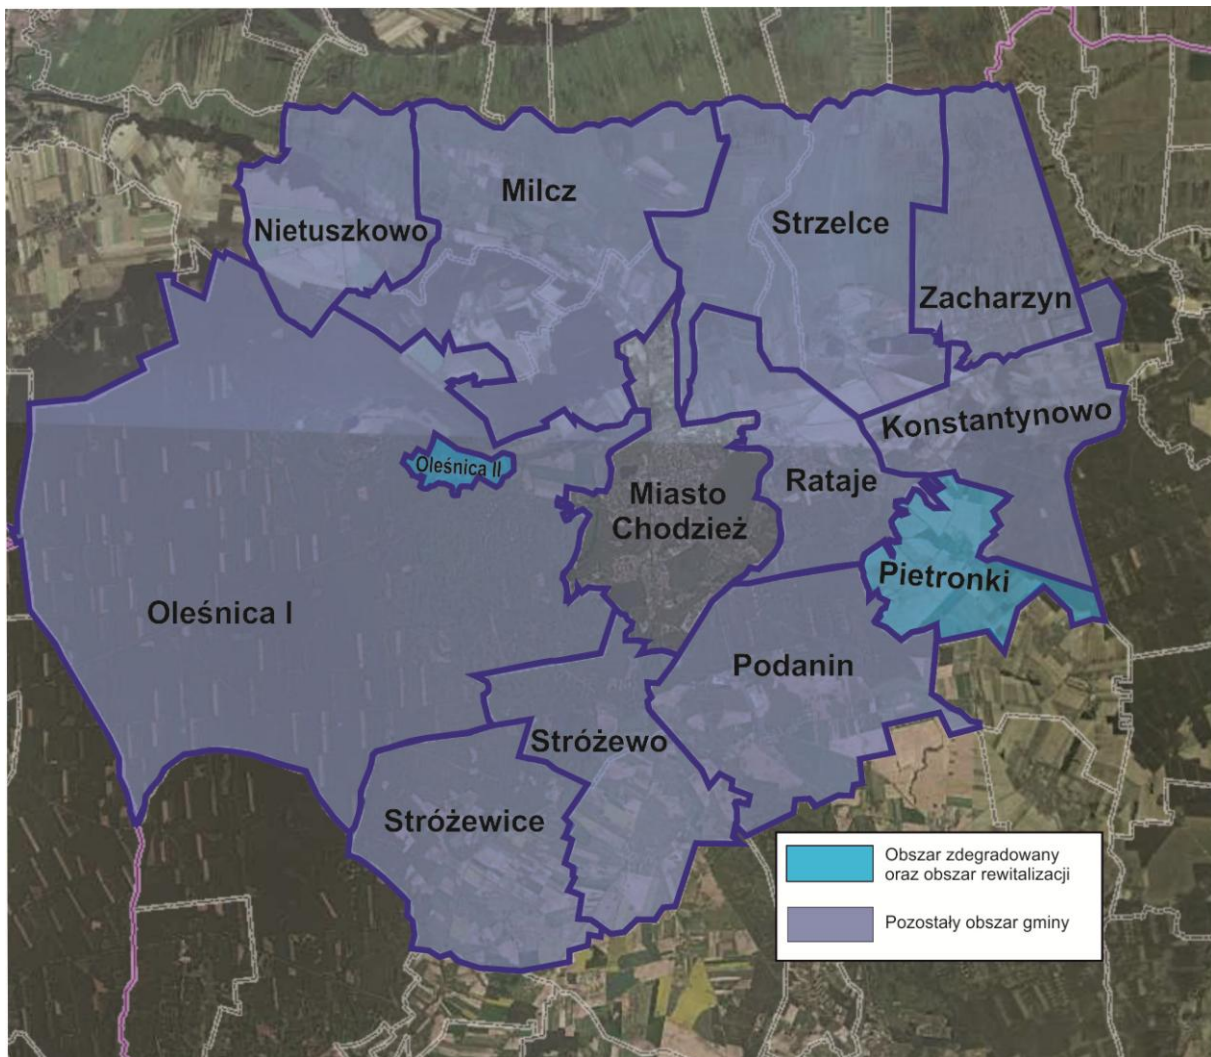 Milcz
Nietuszkowo
Strzelce
Zacharzyn
Konstantynowo
Oleśnica II
Rataje
Miasto
Chodzież
Pietronki
Oleśnica I
Podanin
Stróżewo
Stróżewice
Obszar zdegradowany
oraz obszar rewitalizacji
Pozostały obszar gminy